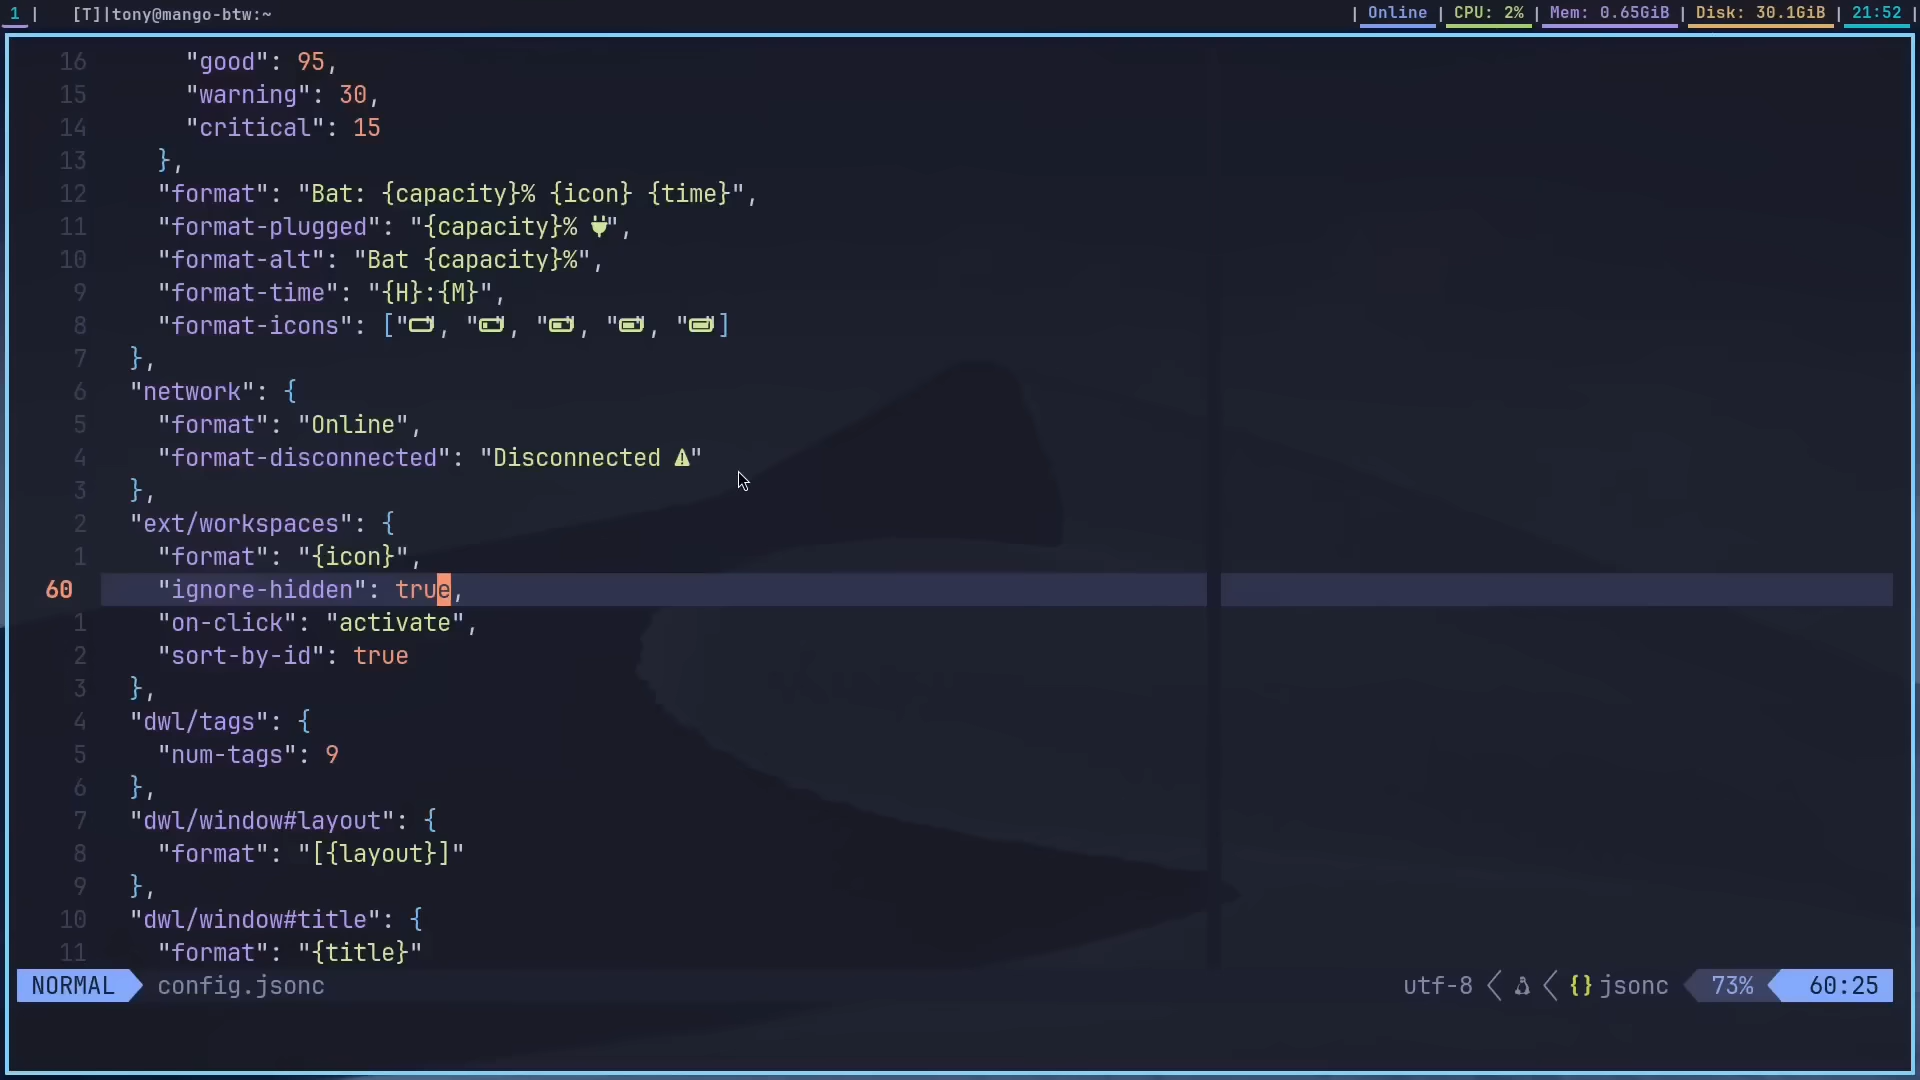 1 | [T]|tony@mango-btw:~ | Online | CPU: 2% | Mem: 0.65GiB | Disk: 30.1GiB | 21:52 |
16 "good": 95,
15 "warning": 30,
14 "critical": 15
13 },
12 "format": "Bat: {capacity}% {icon} {time}",
11 "format-plugged": "{capacity}% ",
10 "format-alt": "Bat {capacity}%",
9 "format-time": "{H}:{M}",
8 "format-icons": ["", "", "", "", ""]
7 },
6 "network": {
5 "format": "Online",
4 "format-disconnected": "Disconnected ⚠"
3 },
2 "ext/workspaces": {
1 "format": "{icon}",
60 "ignore-hidden": true,
1 "on-click": "activate",
2 "sort-by-id": true
3 },
4 "dwl/tags": {
5 "num-tags": 9
6 },
7 "dwl/window#layout": {
8 "format": "[{layout}]"
9 },
10 "dwl/window#title": {
11 "format": "{title}"
NORMAL config.jsonc utf-8 {} jsonc 73% 60:25